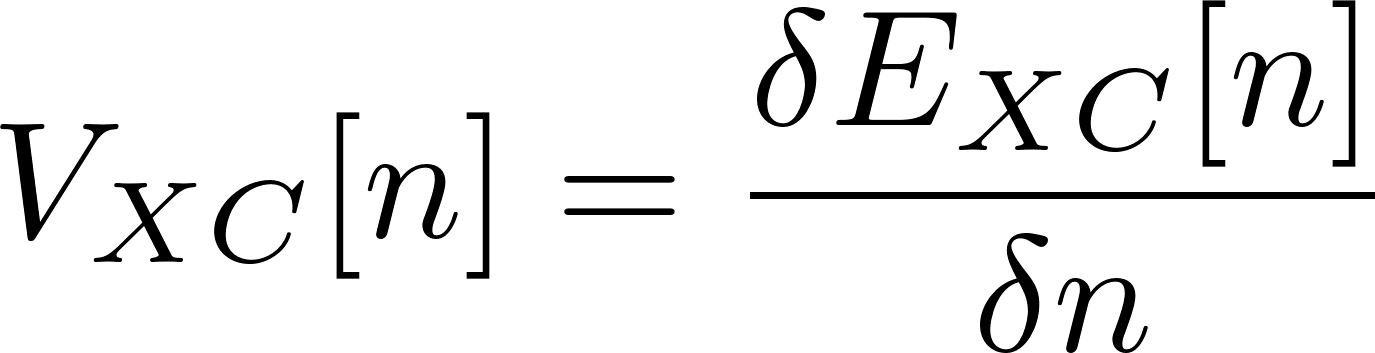 V_{XC}[n] = \frac{\delta E_{XC}[n]}{\delta n}